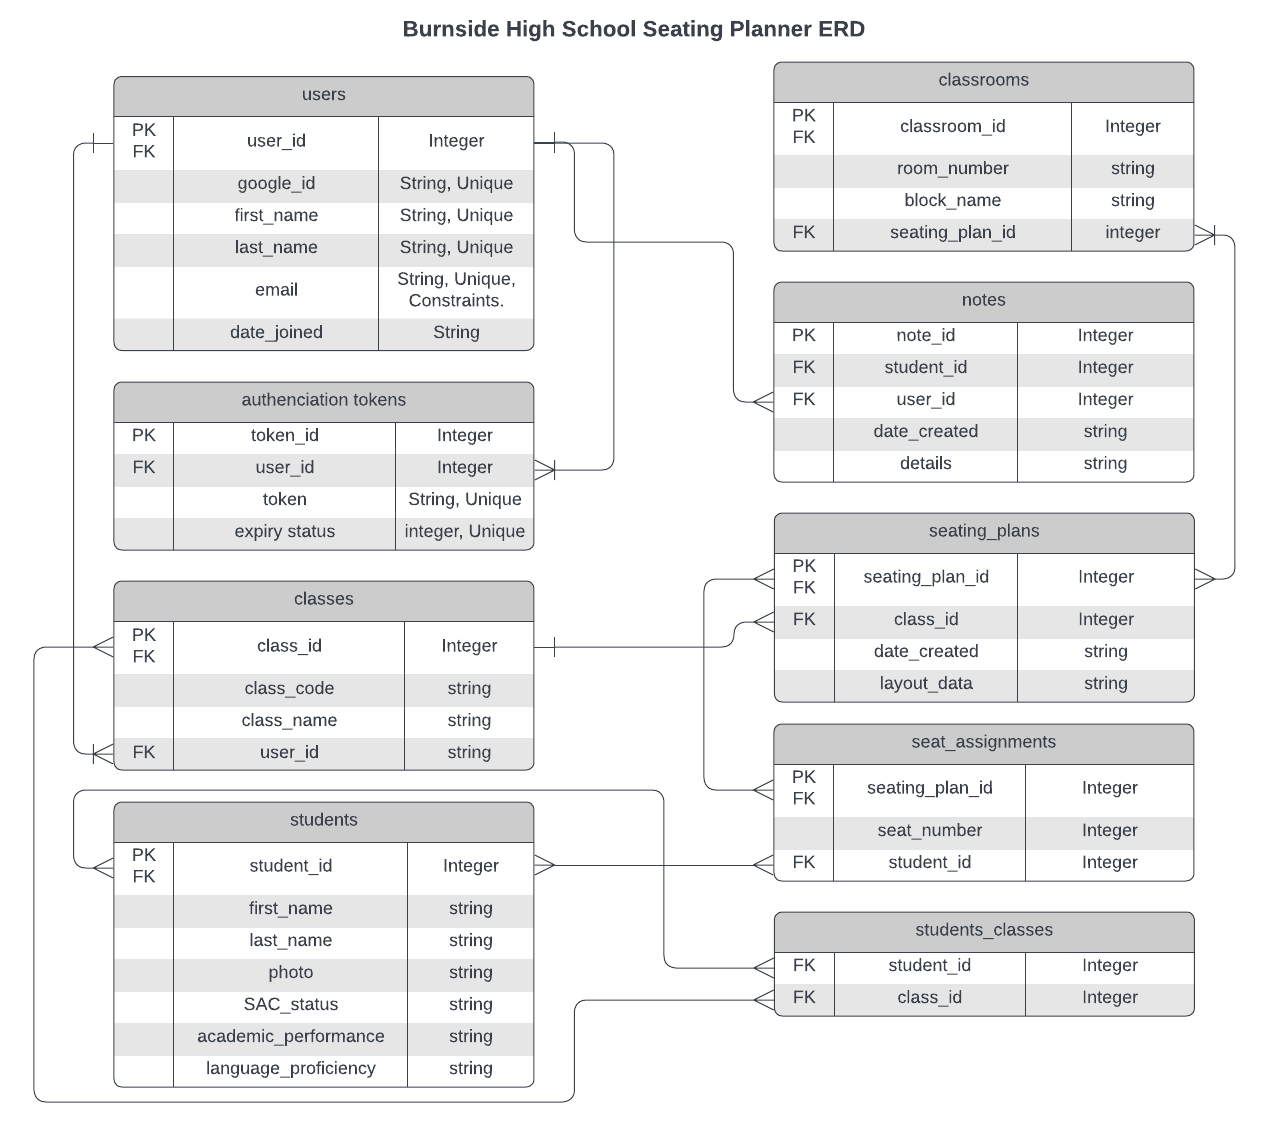 Burnside High School Seating Planner ERD
users
PK
FK
user_id
Integer
google_id
String, Unique
first_name
String, Unique
last_name
String, Unique
email
String, Unique,
Constraints.
date_joined
String
authenciation tokens
PK
token_id
Integer
FK
user_id
Integer
token
String, Unique
expiry status
integer, Unique
classes
PK
FK
class_id
Integer
class_code
string
class_name
string
FK
user_id
string
students
PK
FK
student_id
Integer
first_name
string
last_name
string
photo
string
SAC_status
string
academic_performance
string
language_proficiency
string
classrooms
PK
FK
classroom_id
Integer
room_number
string
block_name
string
FK
seating_plan_id
integer
notes
PK
note_id
Integer
FK
student_id
Integer
FK
user_id
Integer
date_created
string
details
string
seating_plans
PK
FK
seating_plan_id
Integer
FK
class_id
Integer
date_created
string
layout_data
string
seat_assignments
PK
FK
seating_plan_id
Integer
seat_number
Integer
FK
student_id
Integer
students_classes
FK
student_id
Integer
FK
class_id
Integer